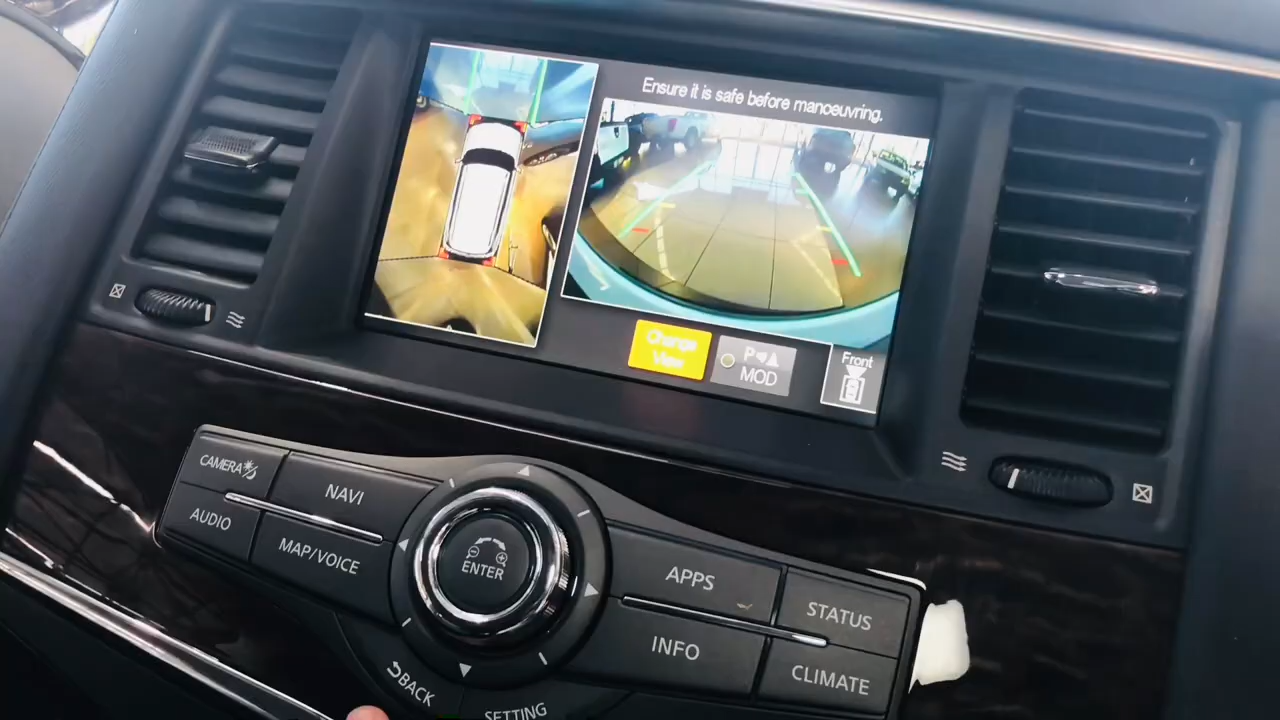 Ensure it is safe before manoeuvring.
Change
View
P
MOD
Front
CAMERA
NAVI
AUDIO
MAP/VOICE
ENTER
BACK
SETTING
APPS
STATUS
INFO
CLIMATE